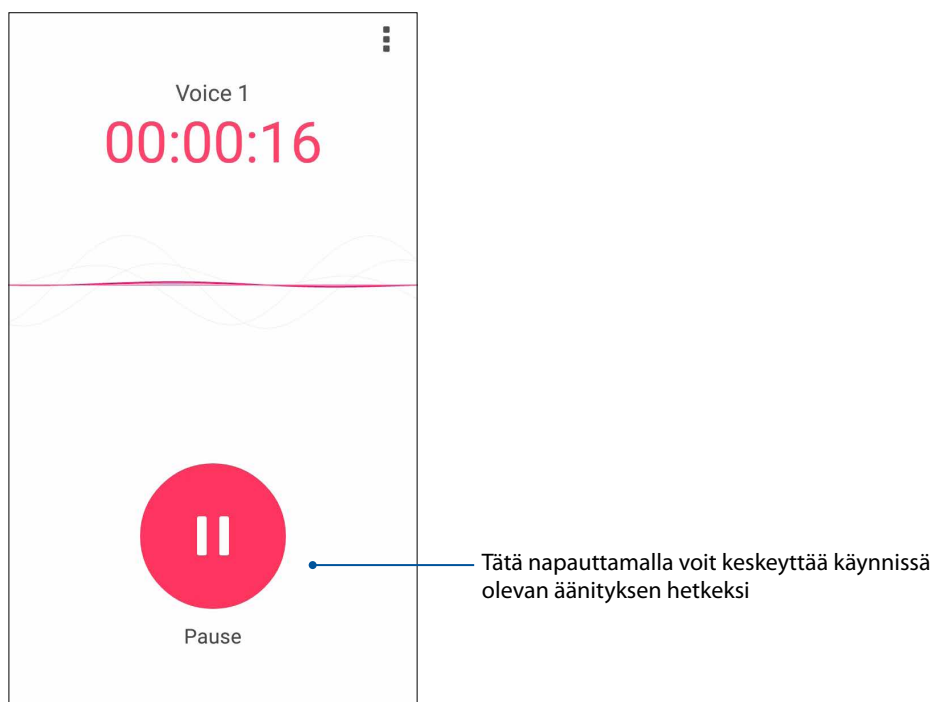 Voice 1
00:00:16
Tätä napauttamalla voit keskeyttää käynnissä
olevan äänityksen hetkeksi
Pause